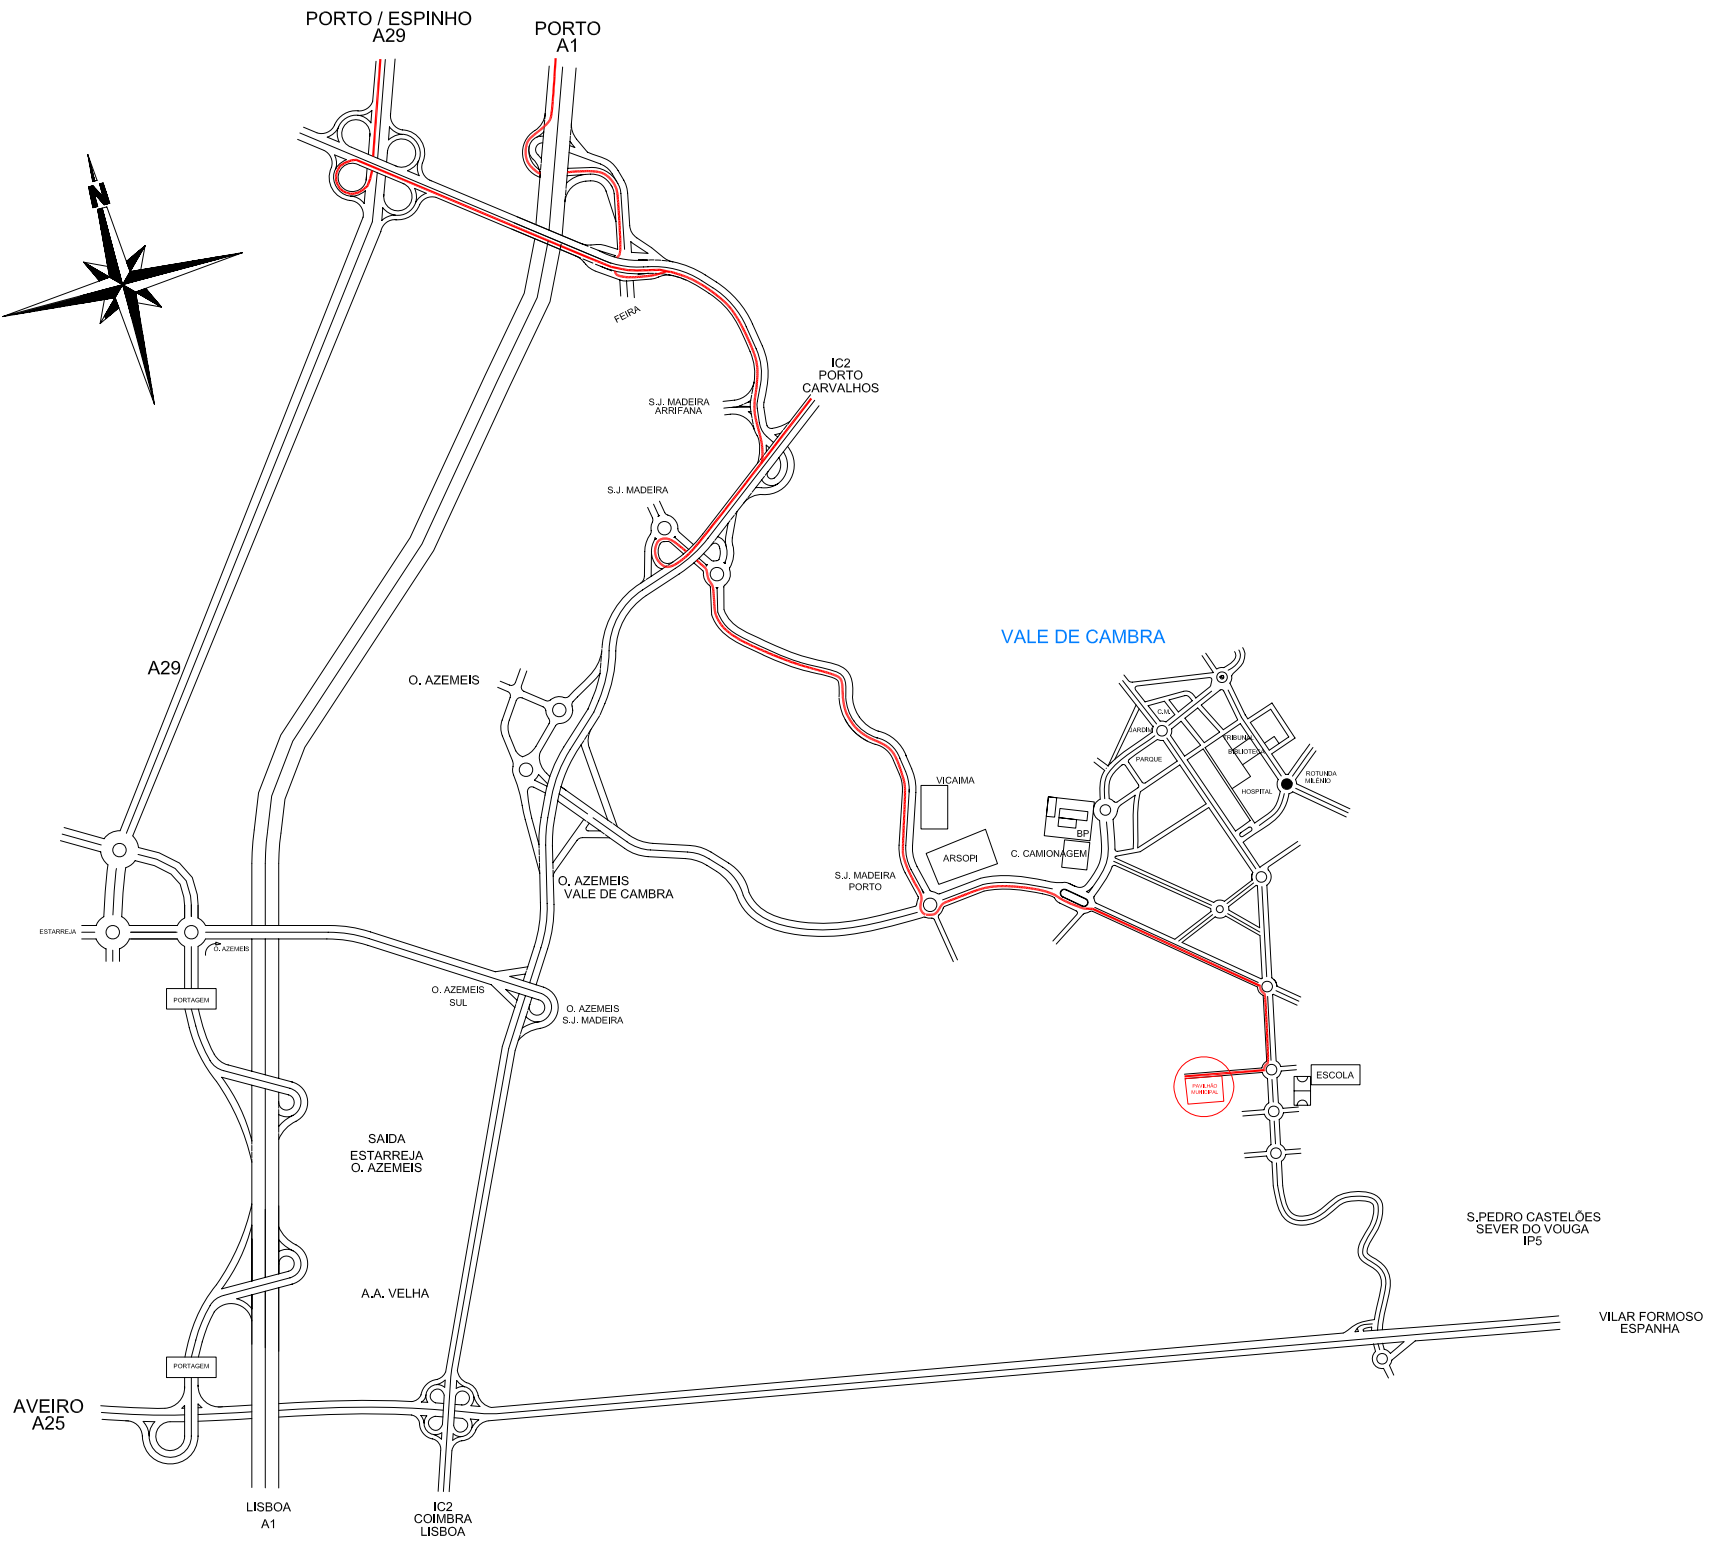 PORTO / ESPINHO
A29
PORTO
A1
N
FEIRA
IC2
PORTO
CARVALHOS
S.J. MADEIRA
ARRIFANA
S.J. MADEIRA
VALE DE CAMBRA
A29
O. AZEMEIS
C.M.
JARDIM
TRIBUNAL
BIBLIOTECA
PARQUE
ROTUNDA
MILÉNIO
HOSPITAL
VICAIMA
BP
C. CAMIONAGEM
ARSOPI
S.J. MADEIRA
PORTO
O. AZEMEIS
VALE DE CAMBRA
ESTARREJA
O. AZEMEIS
PORTAGEM
O. AZEMEIS
SUL
O. AZEMEIS
S.J. MADEIRA
ESCOLA
PAVILHÃO
MUNICIPAL
SAIDA
ESTARREJA
O. AZEMEIS
S.PEDRO CASTELÕES
SEVER DO VOUGA
IP5
A.A. VELHA
VILAR FORMOSO
ESPANHA
PORTAGEM
AVEIRO
A25
LISBOA
A1
IC2
COIMBRA
LISBOA